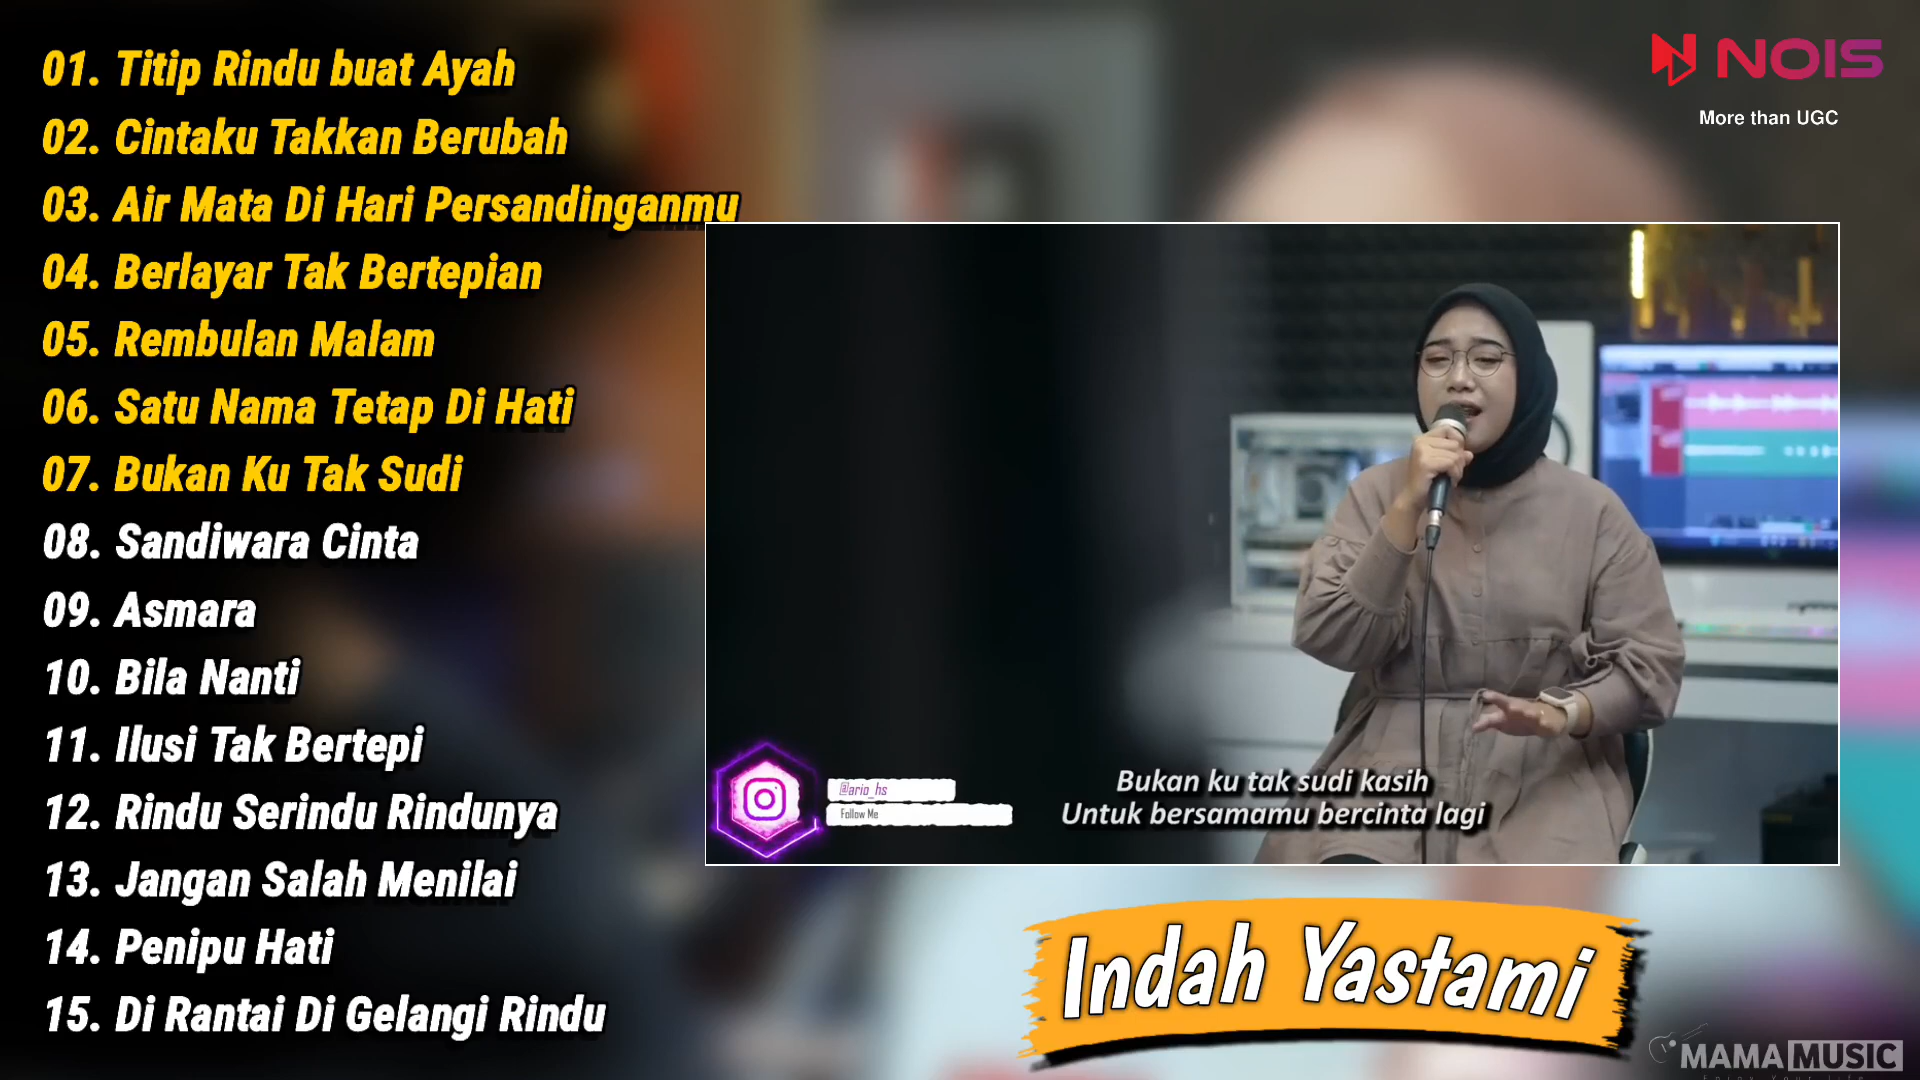 01. Titip Rindu buat Ayah
02. Cintaku Takkan Berubah
03. Air Mata Di Hari Persandinganmu
04. Berlayar Tak Bertepian
05. Rembulan Malam
06. Satu Nama Tetap Di Hati
07. Bukan Ku Tak Sudi
08. Sandiwara Cinta
09. Asmara
10. Bila Nanti
11. Ilusi Tak Bertepi
12. Rindu Serindu Rindunya
13. Jangan Salah Menilai
14. Penipu Hati
15. Di Rantai Di Gelangi Rindu
NOIS
More than UGC
@ario_hs
Follow Me
Bukan ku tak sudi kasih
Untuk bersamamu bercinta lagi
Indah Yastami
MAMA MUSIC